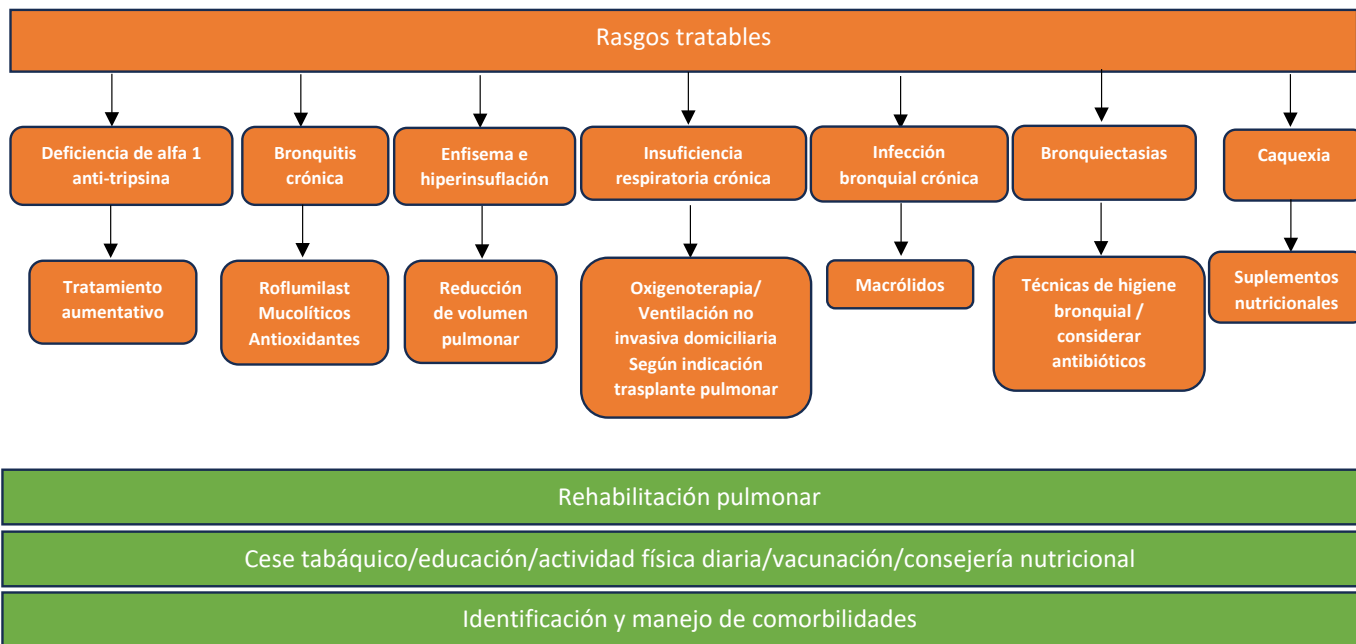 Rasgos tratables
Deficiencia de alfa 1
anti-tripsina
Bronquitis
crónica
Enfisema e
hiperinsuflación
Insuficiencia
respiratoria crónica
Infección
bronquial crónica
Bronquiectasias
Caquexia
Tratamiento
aumentativo
Roflumilast
Mucolíticos
Antioxidantes
Reducción
de volumen
pulmonar
Oxigenoterapia/
Ventilación no
invasiva domiciliaria
Según indicación
trasplante pulmonar
Macrólidos
Técnicas de higiene
bronquial /
considerar
antibióticos
Suplementos
nutricionales
Rehabilitación pulmonar
Cese tabáquico/educación/actividad física diaria/vacunación/consejería nutricional
Identificación y manejo de comorbilidades